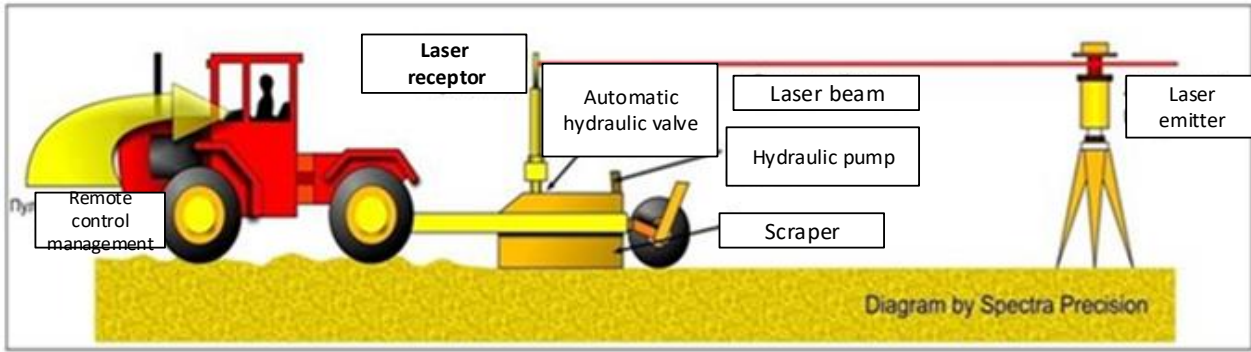 Laser
receptor
Automatic
hydraulic valve
Laser beam
Laser
emitter
Hydraulic pump
Remote
control
management
Scraper
Diagram by Spectra Precision